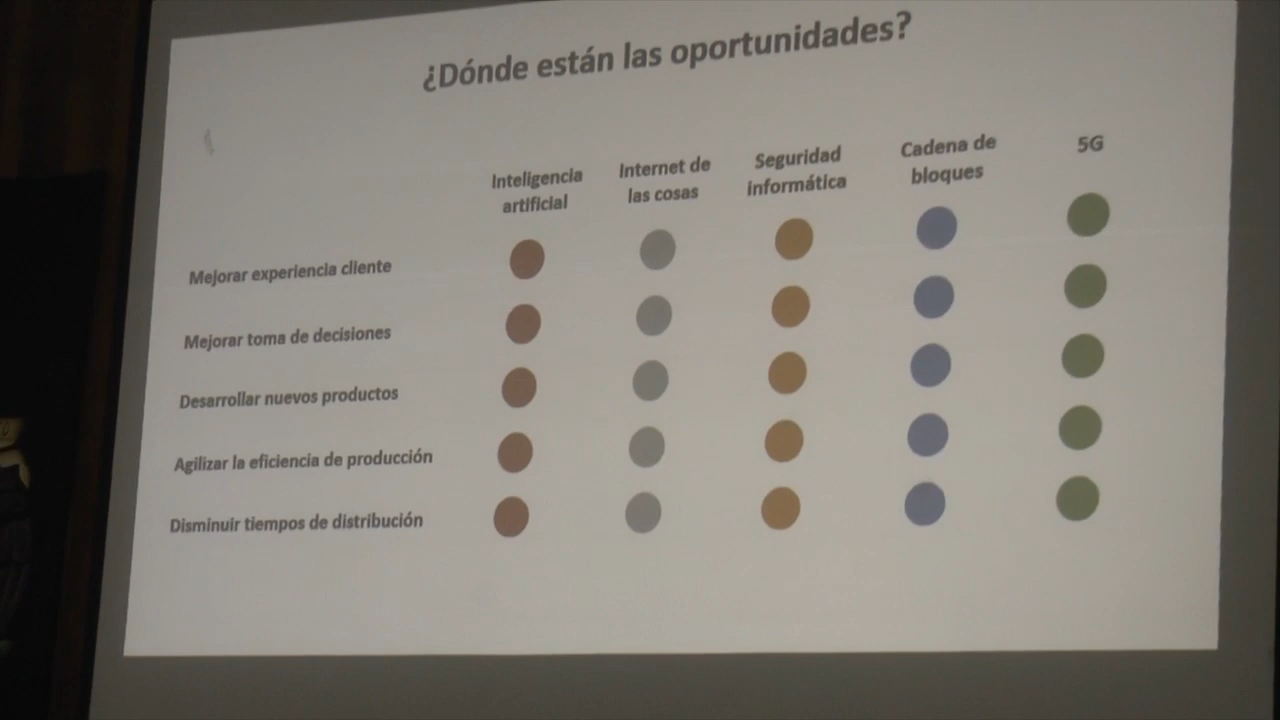 ¿Dónde están las oportunidades?
Inteligencia
artificial
Internet de
las cosas
Seguridad
informática
Cadena de
bloques
5G
Mejorar experiencia cliente
Mejorar toma de decisiones
Desarrollar nuevos productos
Agilizar la eficiencia de producción
Disminuir tiempos de distribución